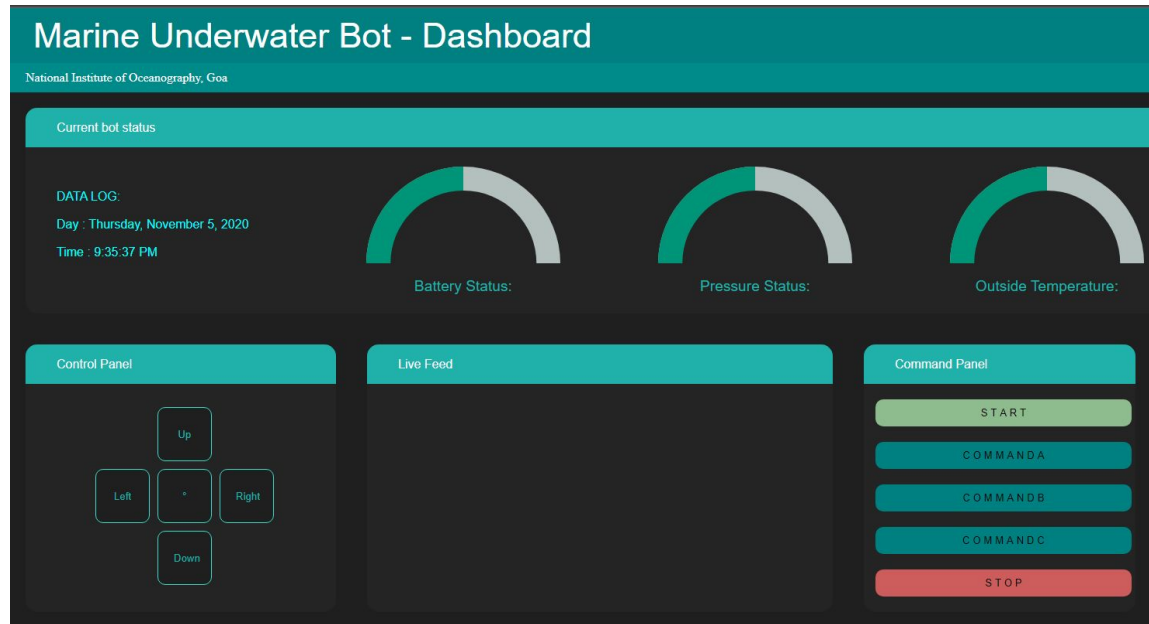 Marine Underwater Bot - Dashboard
National Institute of Oceanography, Goa
Current bot status
DATA LOG:
Day : Thursday, November 5, 2020
Time : 9:35:37 PM
Battery Status:
Pressure Status:
Outside Temperature:
Control Panel
Up
Left
°
Right
Down
Live Feed
Command Panel
START
COMMANDA
COMMANDB
COMMANDC
STOP